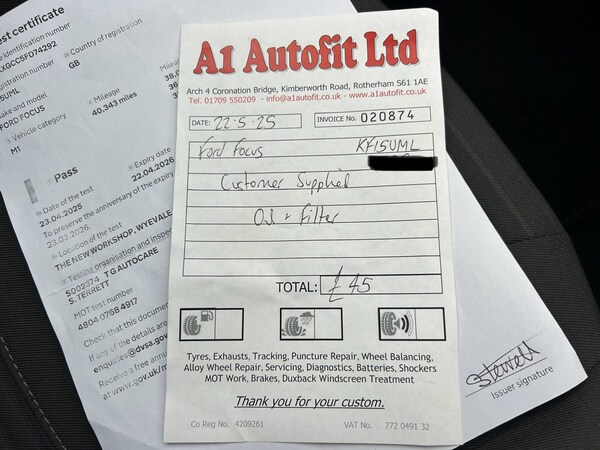 est certificate
e identification number
XGCC5FD74292
Country of registration
GB
gistration number
5UML
ake and model
FORD FOCUS
Mileage
40,343 miles
Vehicle category
M1
Pass
Expiry date
22.04.2026
Date of the test
23.04.2025
To preserve the anniversary of the expiry
23.03.2026.
Location of the test
THE NEW WORKSHOP, WYEVALE
Testing organisation and inspec
S002374 TG AUTOCARE
S. TERRETT
MOT test number
4804 0768 4917
Check that this document
If any of the details are
enquiries@dvsa.gov
Receive a free annu
at www.gov.uk/m
A1 Autofit Ltd
Arch 4 Coronation Bridge, Kimberworth Road, Rotherham S61 1AE
Tel. 01709 550209 - info@a1autofit.co.uk - www.a1autofit.co.uk
DATE: 22-5-25
INVOICE No. 020874
Ford Focus KF15UML
Customer Supplied
Oil + Filter
TOTAL: £45
Tyres, Exhausts, Tracking, Puncture Repair, Wheel Balancing,
Alloy Wheel Repair, Servicing, Diagnostics, Batteries, Shockers
MOT Work, Brakes, Duxback Windscreen Treatment
Thank you for your custom.
Co Reg No. 4209261
VAT No. 772 0491 32
Issuer signature